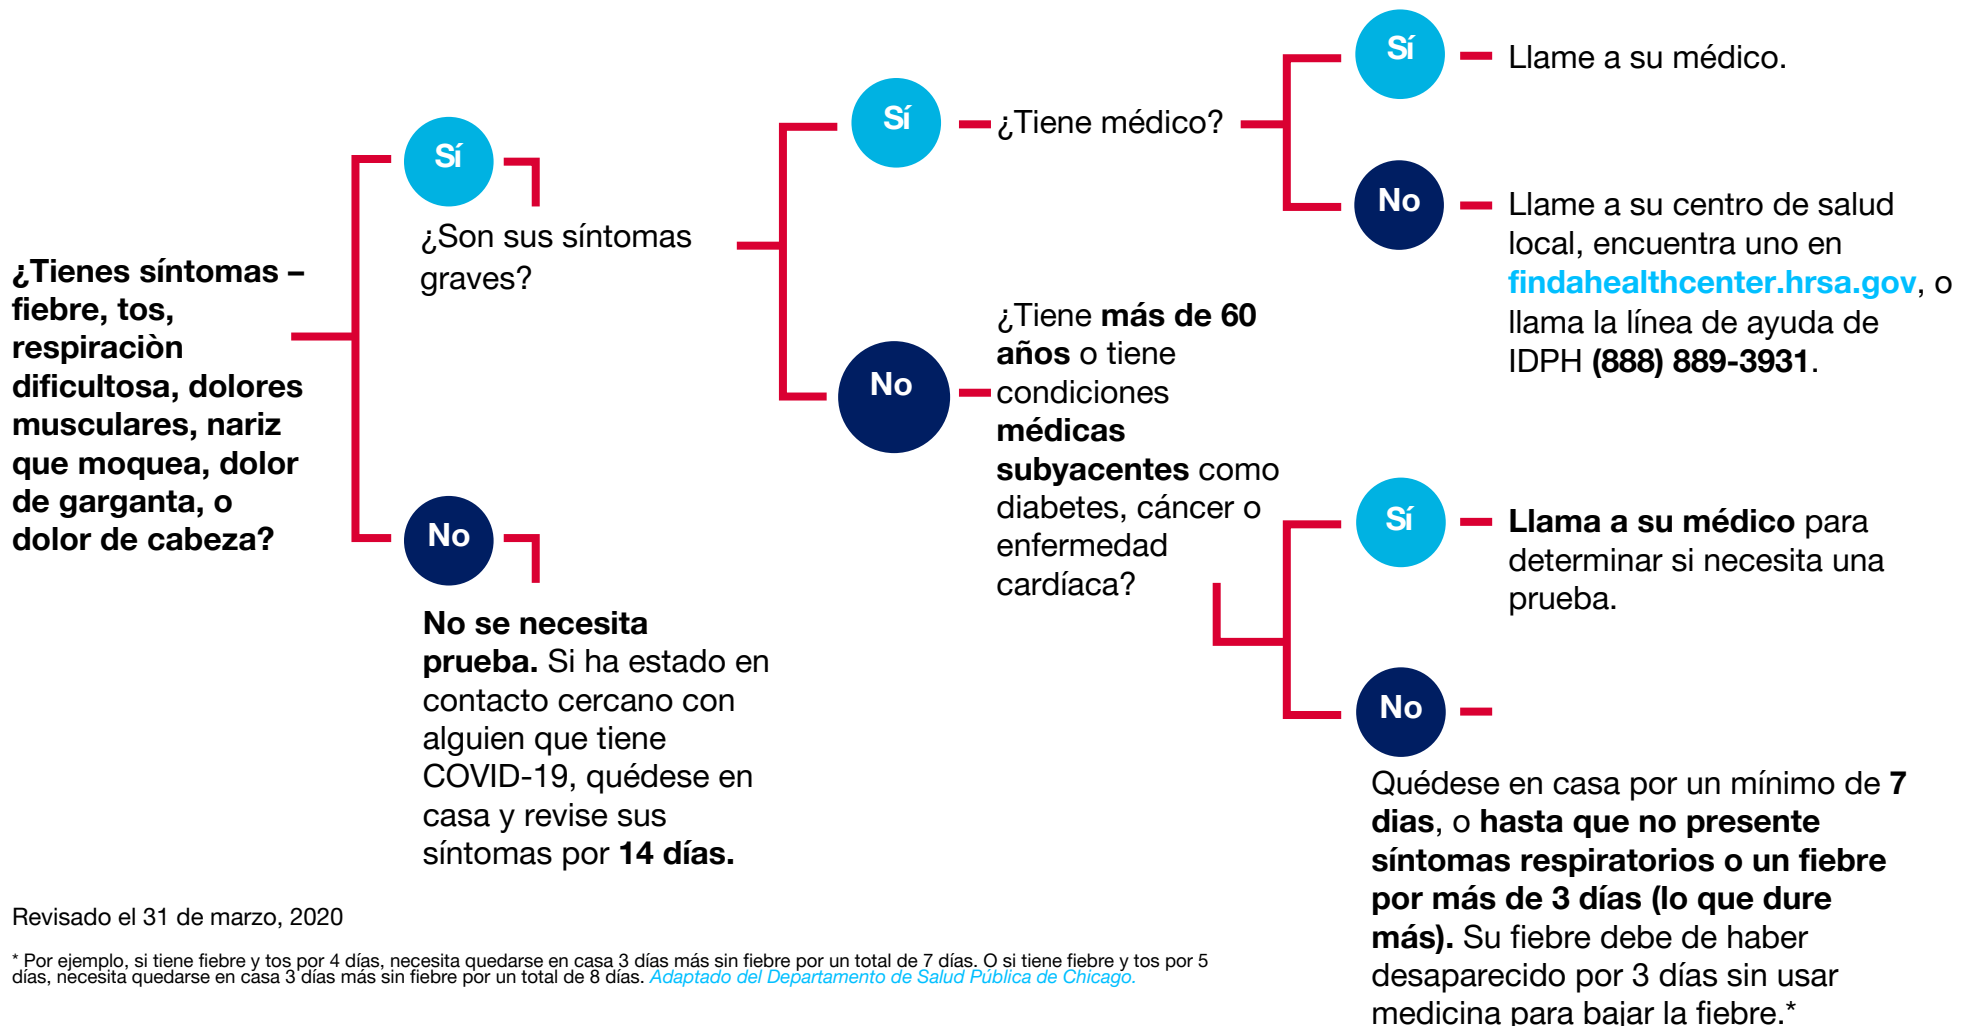 ¿Tienes síntomas –
fiebre, tos,
respiraciòn
dificultosa, dolores
musculares, nariz
que moquea, dolor
de garganta, o
dolor de cabeza?
Sí
¿Son sus síntomas
graves?
No
No se necesita
prueba. Si ha estado en
contacto cercano con
alguien que tiene
COVID-19, quédese en
casa y revise sus
síntomas por 14 días.
Sí
¿Tiene médico?
No
¿Tiene más de 60
años o tiene
condiciones
médicas
subyacentes como
diabetes, cáncer o
enfermedad
cardíaca?
Sí
Llame a su médico.
No
Llame a su centro de salud
local, encuentra uno en
findahealthcenter.hrsa.gov, o
llama la línea de ayuda de
IDPH (888) 889-3931.
Sí
Llama a su médico para
determinar si necesita una
prueba.
No
Quédese en casa por un mínimo de 7
dias, o hasta que no presente
síntomas respiratorios o un fiebre
por más de 3 días (lo que dure
más). Su fiebre debe de haber
desaparecido por 3 días sin usar
medicina para bajar la fiebre.*
Revisado el 31 de marzo, 2020
* Por ejemplo, si tiene fiebre y tos por 4 días, necesita quedarse en casa 3 días más sin fiebre por un total de 7 días. O si tiene fiebre y tos por 5
días, necesita quedarse en casa 3 días más sin fiebre por un total de 8 días. Adaptado del Departamento de Salud Pública de Chicago.